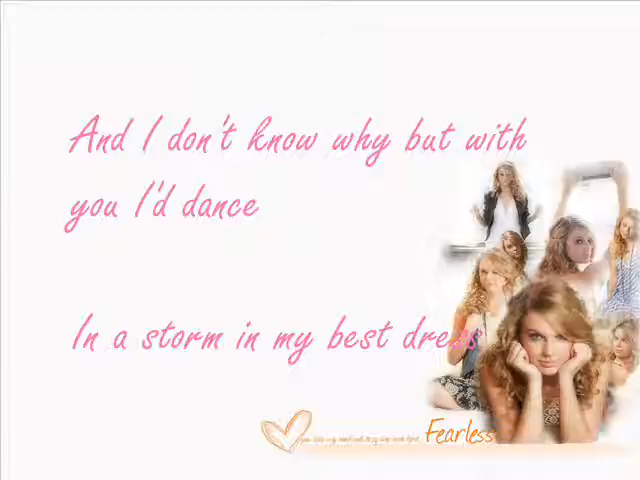 And I don't know why but with
you I'd dance
In a storm in my best dress
Fearless